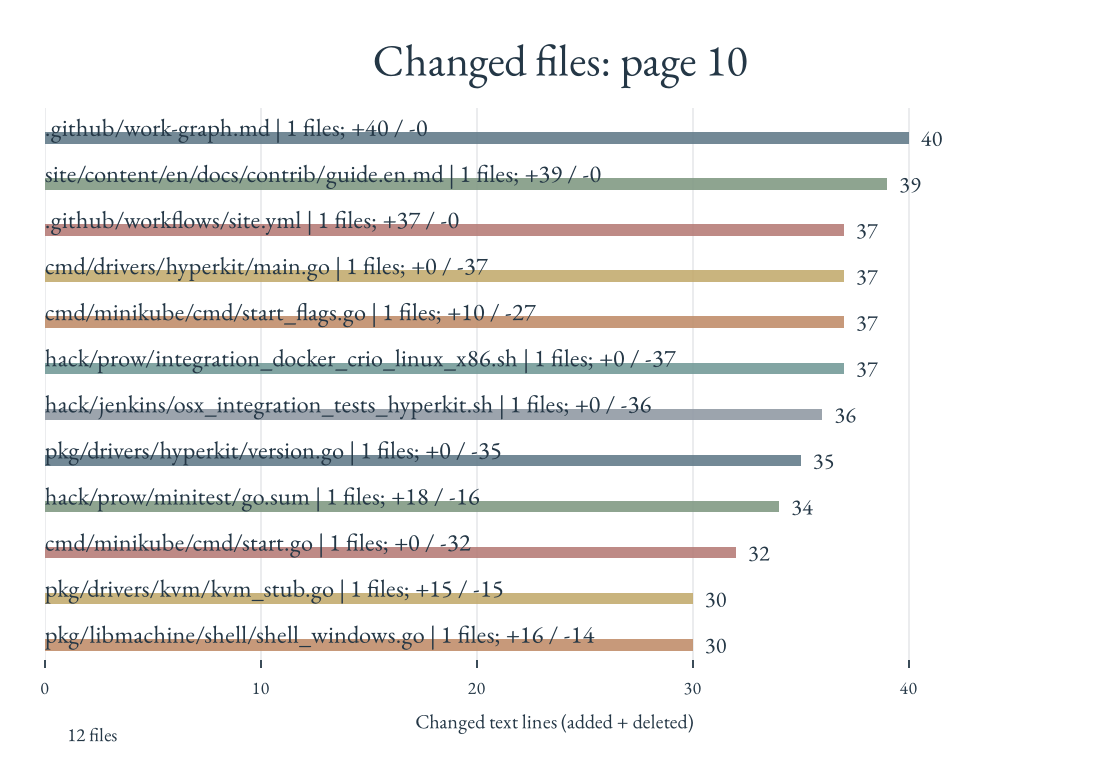 Changed files: page 10
.github/work-graph.md | 1 files; +40 / -0
40
site/content/en/docs/contrib/guide.en.md | 1 files; +39 / -0
39
.github/workflows/site.yml | 1 files; +37 / -0
37
cmd/drivers/hyperkit/main.go | 1 files; +0 / -37
37
cmd/minikube/cmd/start_flags.go | 1 files; +10 / -27
37
hack/prow/integration_docker_crio_linux_x86.sh | 1 files; +0 / -37
37
hack/jenkins/osx_integration_tests_hyperkit.sh | 1 files; +0 / -36
36
pkg/drivers/hyperkit/version.go | 1 files; +0 / -35
35
hack/prow/minitest/go.sum | 1 files; +18 / -16
34
cmd/minikube/cmd/start.go | 1 files; +0 / -32
32
pkg/drivers/kvm/kvm_stub.go | 1 files; +15 / -15
30
pkg/libmachine/shell/shell_windows.go | 1 files; +16 / -14
30
0 10 20 30 40
Changed text lines (added + deleted)
12 files